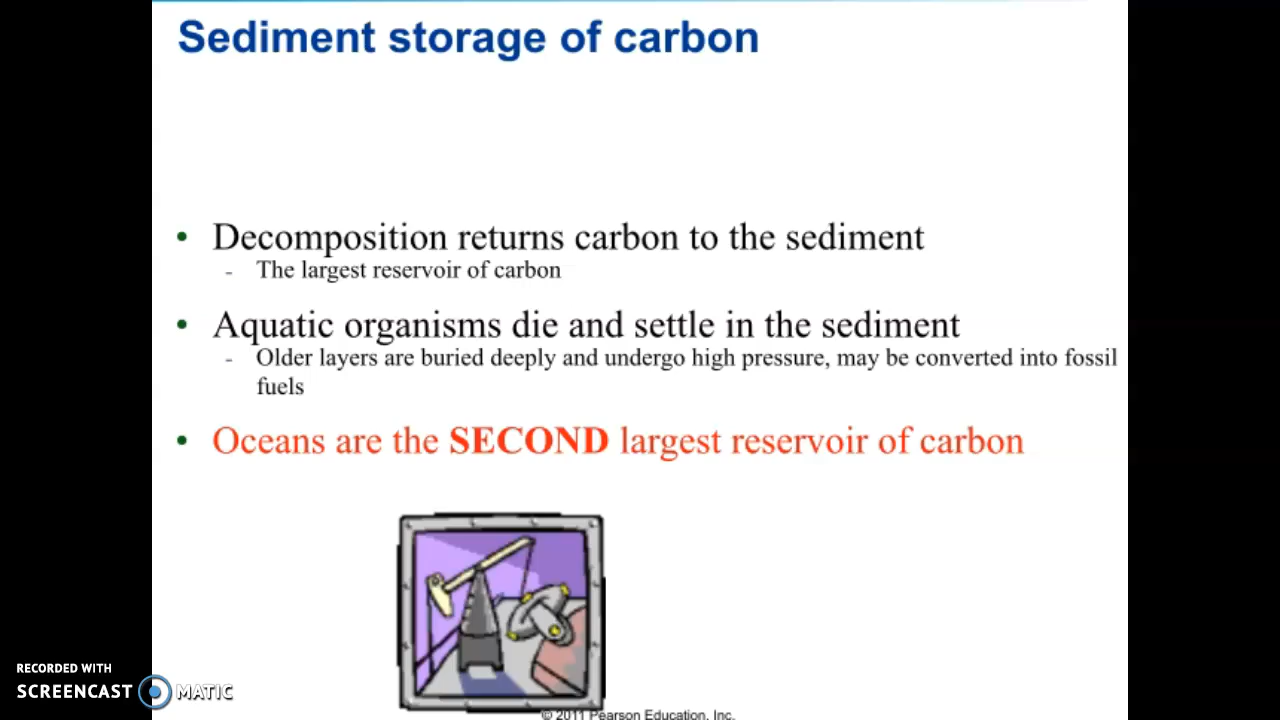 Sediment storage of carbon
• Decomposition returns carbon to the sediment
- The largest reservoir of carbon
• Aquatic organisms die and settle in the sediment
- Older layers are buried deeply and undergo high pressure, may be converted into fossil
fuels
• Oceans are the SECOND largest reservoir of carbon
RECORDED WITH
SCREENCAST MATIC
© 2011 Pearson Education, Inc.